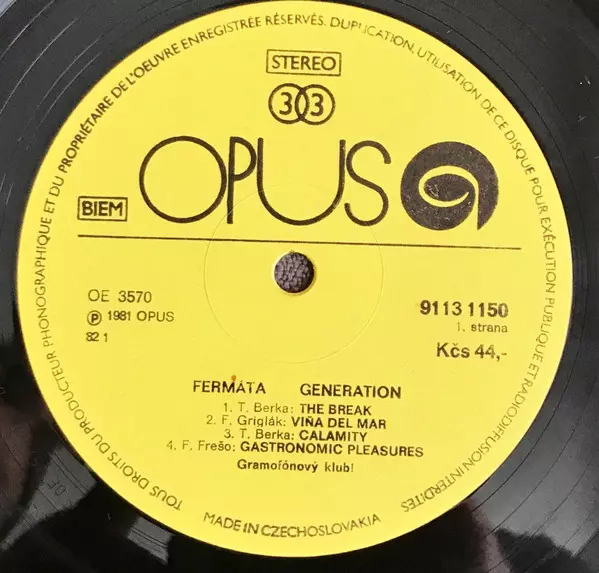 TOUS DROITS DU PRODUCTEUR PHONOGRAPHIQUE ET DU PROPRIÉTAIRE DE L'OEUVRE ENREGISTRÉE RÉSERVÉS. DUPLICATION, UTILISATION DE CE DISQUE POUR EXÉCUTION PUBLIQUE ET RADIODIFFUSION INTERDITES
STEREO
33
OPUS
BIEM
OE 3570
91131150
℗ 1981 OPUS
1. strana
82 1
Kčs 44,-
FERMÁTA GENERATION
1. T. Berka: THE BREAK
2. F. Griglák: VIÑA DEL MAR
3. T. Berka: CALAMITY
4. F. Frešo: GASTRONOMIC PLEASURES
Gramofónový klub!
MADE IN CZECHOSLOVAKIA